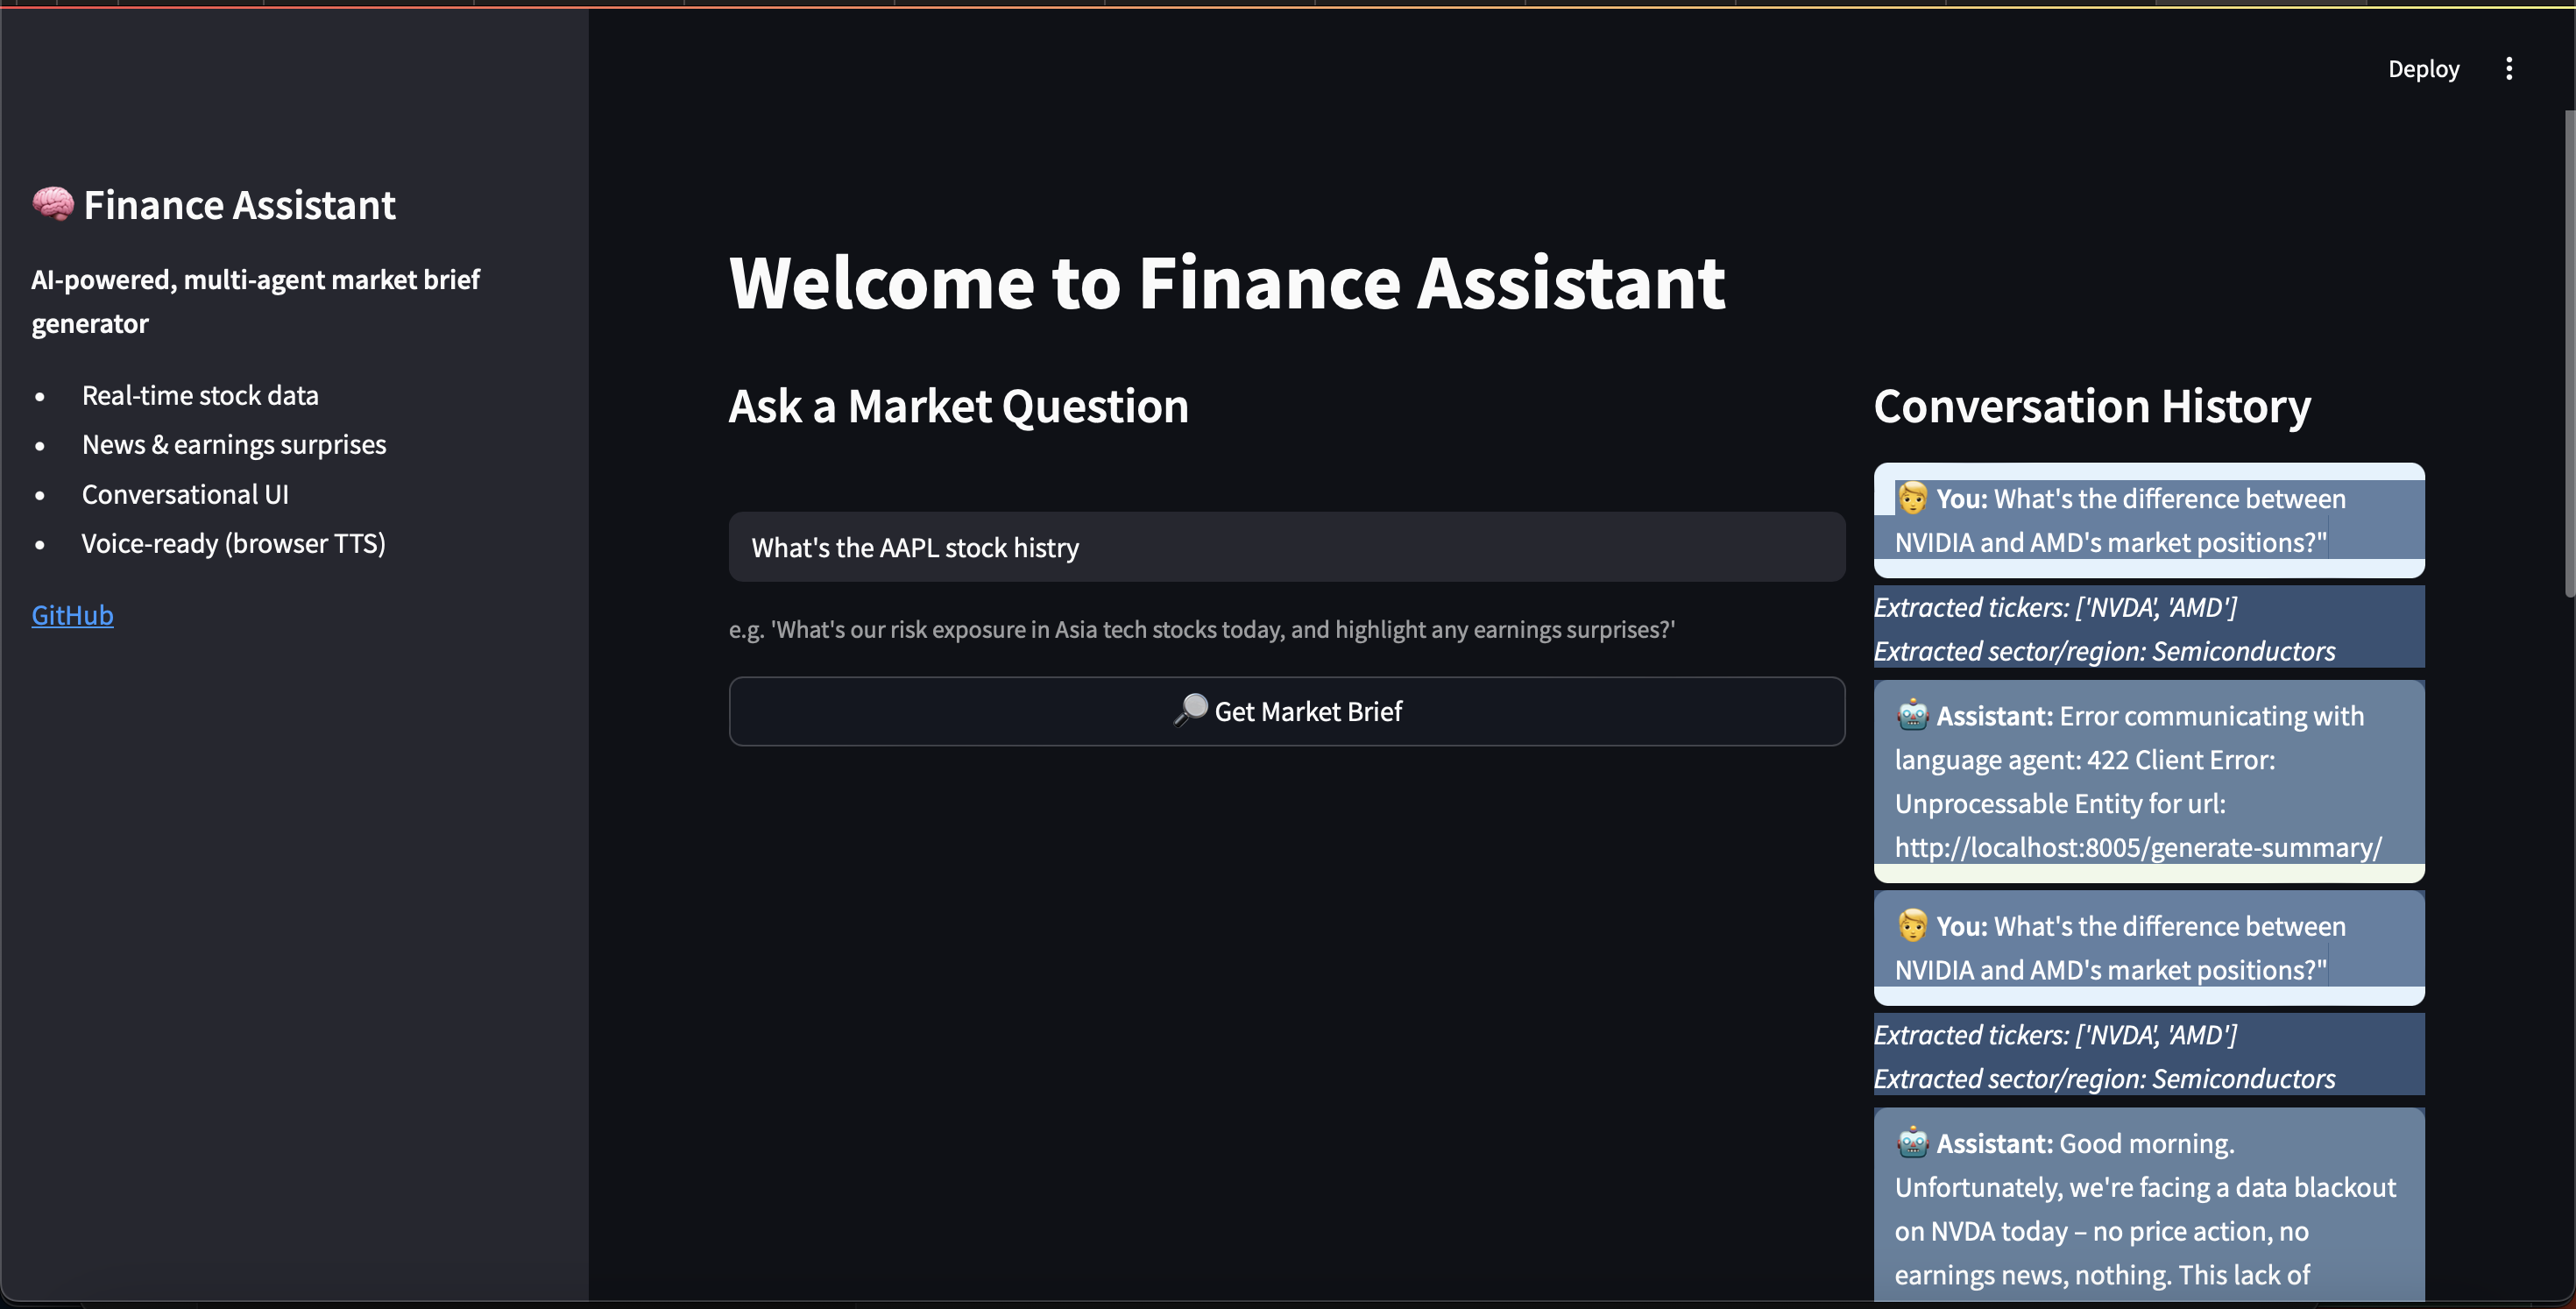 Deploy
🧠 Finance Assistant
AI-powered, multi-agent market brief
generator
• Real-time stock data
• News & earnings surprises
• Conversational UI
• Voice-ready (browser TTS)
GitHub
Welcome to Finance Assistant
Ask a Market Question
What's the AAPL stock histry
e.g. 'What's our risk exposure in Asia tech stocks today, and highlight any earnings surprises?'
🔎 Get Market Brief
Conversation History
🧑 You: What's the difference between
NVIDIA and AMD's market positions?"
Extracted tickers: ['NVDA', 'AMD']
Extracted sector/region: Semiconductors
🤖 Assistant: Error communicating with
language agent: 422 Client Error:
Unprocessable Entity for url:
http://localhost:8005/generate-summary/
🧑 You: What's the difference between
NVIDIA and AMD's market positions?"
Extracted tickers: ['NVDA', 'AMD']
Extracted sector/region: Semiconductors
🤖 Assistant: Good morning.
Unfortunately, we're facing a data blackout
on NVDA today – no price action, no
earnings news, nothing. This lack of